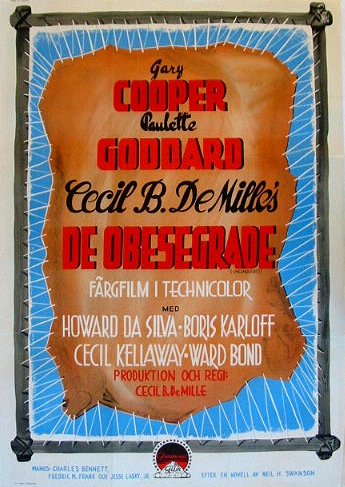 Gary
COOPER
Paulette
GODDARD
Cecil B. DeMille's
DE OBESEGRADE
(UNCONQUERED)
FÄRGFILM I TECHNICOLOR
MED
HOWARD DA SILVA · BORIS KARLOFF
CECIL KELLAWAY · WARD BOND
PRODUKTION OCH REGI:
CECIL B. DeMILLE
MANUS: CHARLES BENNETT,
FREDRIC M. FRANK OCH JESSE LASKY, JR.
EFTER EN NOVELL AV NEIL H. SWANSON